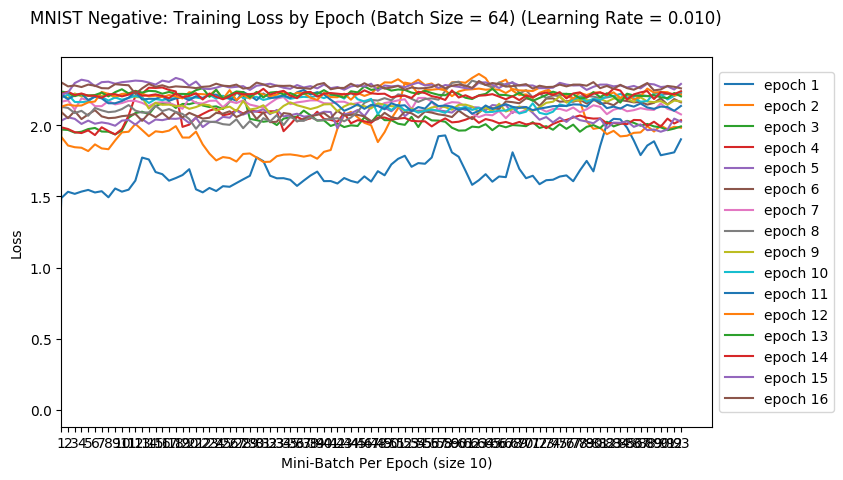 MNIST Negative: Training Loss by Epoch (Batch Size = 64) (Learning Rate = 0.010)
Loss
2.0
1.5
1.0
0.5
0.0
Mini-Batch Per Epoch (size 10)
epoch 1
epoch 2
epoch 3
epoch 4
epoch 5
epoch 6
epoch 7
epoch 8
epoch 9
epoch 10
epoch 11
epoch 12
epoch 13
epoch 14
epoch 15
epoch 16